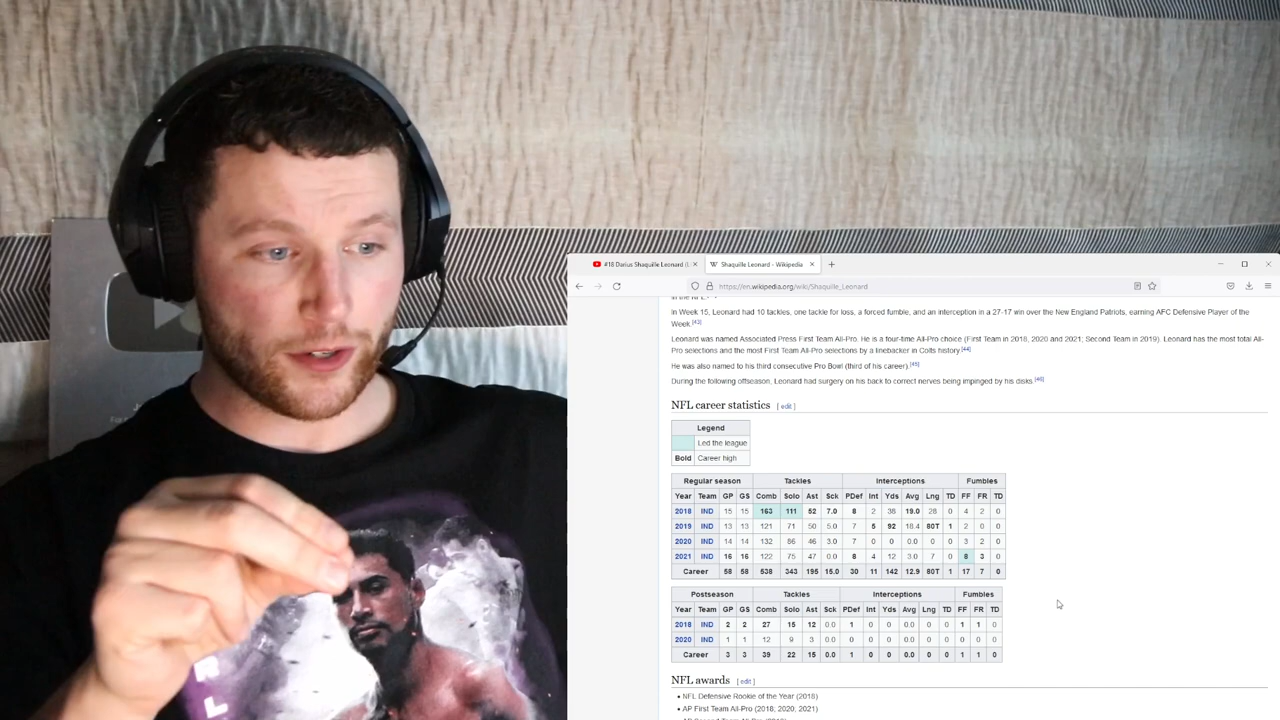 #18 Darius Shaquille Leonard (L
Shaquille Leonard - Wikipedia
https://en.wikipedia.org/wiki/Shaquille_Leonard
in the NFL.
In Week 15, Leonard had 10 tackles, one tackle for loss, a forced fumble, and an interception in a 27-17 win over the New England Patriots, earning AFC Defensive Player of the
Week.[43]
Leonard was named Associated Press First Team All-Pro. He is a four-time All-Pro choice (First Team in 2018, 2020 and 2021; Second Team in 2019). Leonard has the most total All-
Pro selections and the most First Team All-Pro selections by a linebacker in Colts history.[44]
He was also named to his third consecutive Pro Bowl (third of his career).[45]
During the following offseason, Leonard had surgery on his back to correct nerves being impinged by his disks.[46]
NFL career statistics [ edit ]
Legend
Led the league
Bold Career high
Regular season Tackles Interceptions Fumbles
Year Team GP GS Comb Solo Ast Sck PDef Int Yds Avg Lng TD FF FR TD
2018 IND 15 15 163 111 52 7.0 8 2 38 19.0 28 0 4 2 0
2019 IND 13 13 121 71 50 5.0 7 5 92 18.4 80T 1 2 0 0
2020 IND 14 14 132 86 46 3.0 7 0 0 0.0 0 0 3 2 0
2021 IND 16 16 122 75 47 0.0 8 4 12 3.0 7 0 8 3 0
Career 58 58 538 343 195 15.0 30 11 142 12.9 80T 1 17 7 0
Postseason Tackles Interceptions Fumbles
Year Team GP GS Comb Solo Ast Sck PDef Int Yds Avg Lng TD FF FR TD
2018 IND 2 2 27 15 12 0.0 1 0 0 0.0 0 0 1 1 0
2020 IND 1 1 12 9 3 0.0 0 0 0 0.0 0 0 0 0 0
Career 3 3 39 22 15 0.0 1 0 0 0.0 0 0 1 1 0
NFL awards [ edit ]
• NFL Defensive Rookie of the Year (2018)
• AP First Team All-Pro (2018, 2020, 2021)